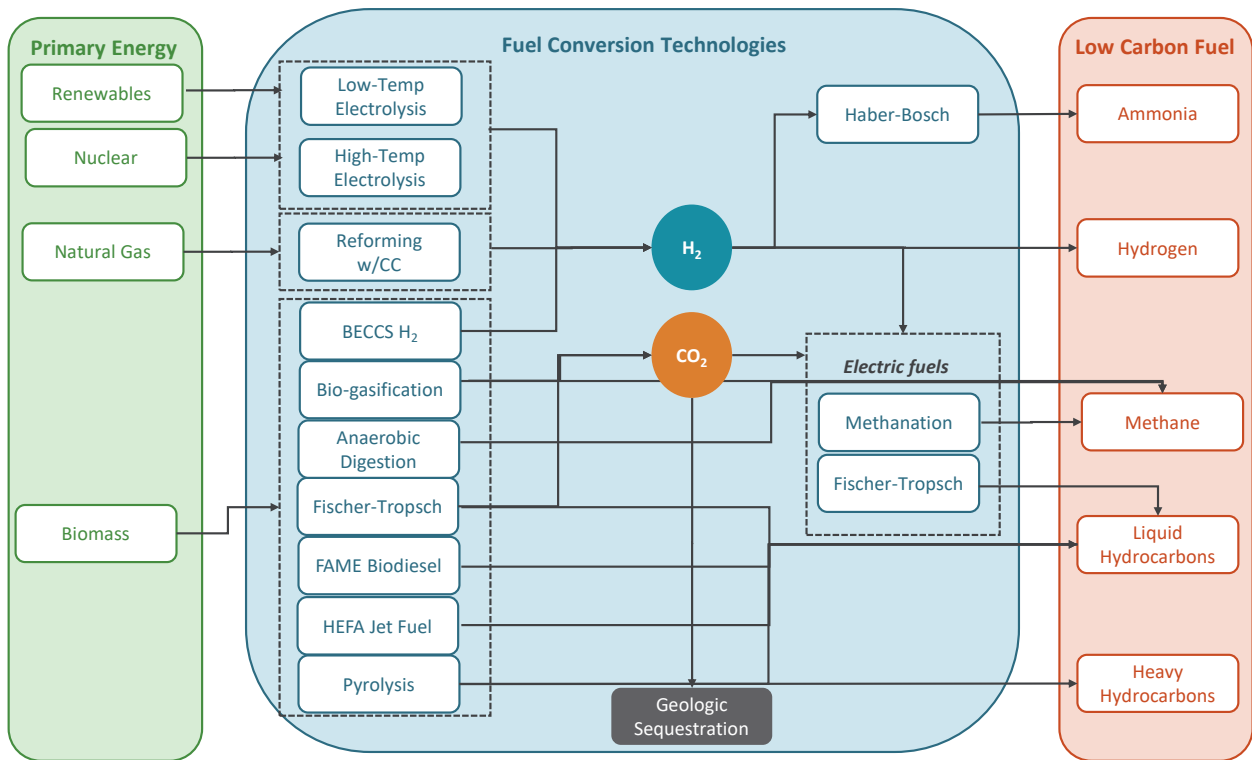 Primary Energy
Renewables
Nuclear
Natural Gas
Biomass
Fuel Conversion Technologies
Low-Temp
Electrolysis
High-Temp
Electrolysis
Reforming
w/CC
BECCS H₂
Bio-gasification
Anaerobic
Digestion
Fischer-Tropsch
FAME Biodiesel
HEFA Jet Fuel
Pyrolysis
H₂
CO₂
Geologic
Sequestration
Haber-Bosch
Electric fuels
Methanation
Fischer-Tropsch
Low Carbon Fuel
Ammonia
Hydrogen
Methane
Liquid
Hydrocarbons
Heavy
Hydrocarbons